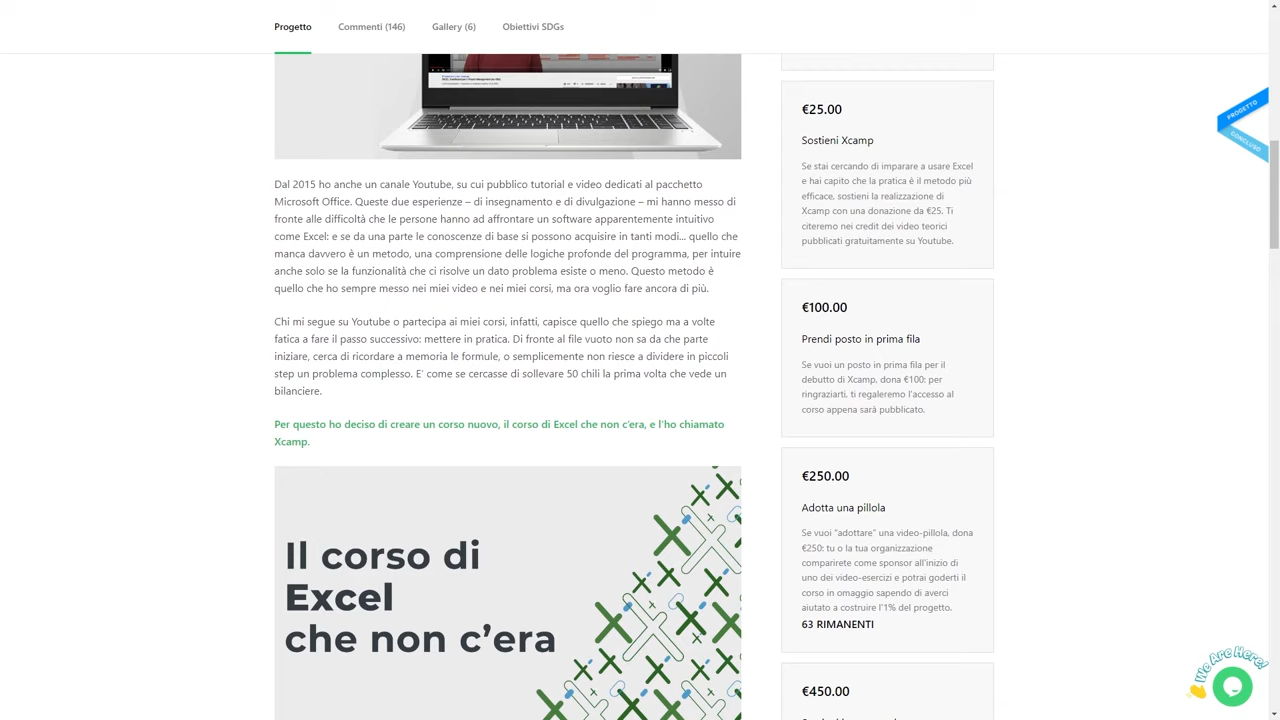 Progetto
Commenti (146)
Gallery (6)
Obiettivi SDGs
Dal 2015 ho anche un canale Youtube, su cui pubblico tutorial e video dedicati al pacchetto
Microsoft Office. Queste due esperienze – di insegnamento e di divulgazione – mi hanno messo di
fronte alle difficoltà che le persone hanno ad affrontare un software apparentemente intuitivo
come Excel: e se da una parte le conoscenze di base si possono acquisire in tanti modi... quello che
manca davvero è un metodo, una comprensione delle logiche profonde del programma, per intuire
anche solo se la funzionalità che ci risolve un dato problema esiste o meno. Questo metodo è
quello che ho sempre messo nei miei video e nei miei corsi, ma ora voglio fare ancora di più.
Chi mi segue su Youtube o partecipa ai miei corsi, infatti, capisce quello che spiego ma a volte
fatica a fare il passo successivo: mettere in pratica. Di fronte al file vuoto non sa da che parte
iniziare, cerca di ricordare a memoria le formule, o semplicemente non riesce a dividere in piccoli
step un problema complesso. E' come se cercasse di sollevare 50 chili la prima volta che vede un
bilanciere.
Per questo ho deciso di creare un corso nuovo, il corso di Excel che non c'era, e l'ho chiamato
Xcamp.
Il corso di
Excel
che non c'era
€25.00
Sostieni Xcamp
Se stai cercando di imparare a usare Excel
e hai capito che la pratica è il metodo più
efficace, sostieni la realizzazione di
Xcamp con una donazione da €25. Ti
citeremo nei credit dei video teorici
pubblicati gratuitamente su Youtube.
€100.00
Prendi posto in prima fila
Se vuoi un posto in prima fila per il
debutto di Xcamp, dona €100: per
ringraziarti, ti regaleremo l'accesso al
corso appena sarà pubblicato.
€250.00
Adotta una pillola
Se vuoi "adottare" una video-pillola, dona
€250: tu o la tua organizzazione
comparirete come sponsor all'inizio di
uno dei video-esercizi e potrai goderti il
corso in omaggio sapendo di averci
aiutato a costruire l'1% del progetto.
63 RIMANENTI
€450.00
PROGETTO
CONCLUSO
We Are Here!